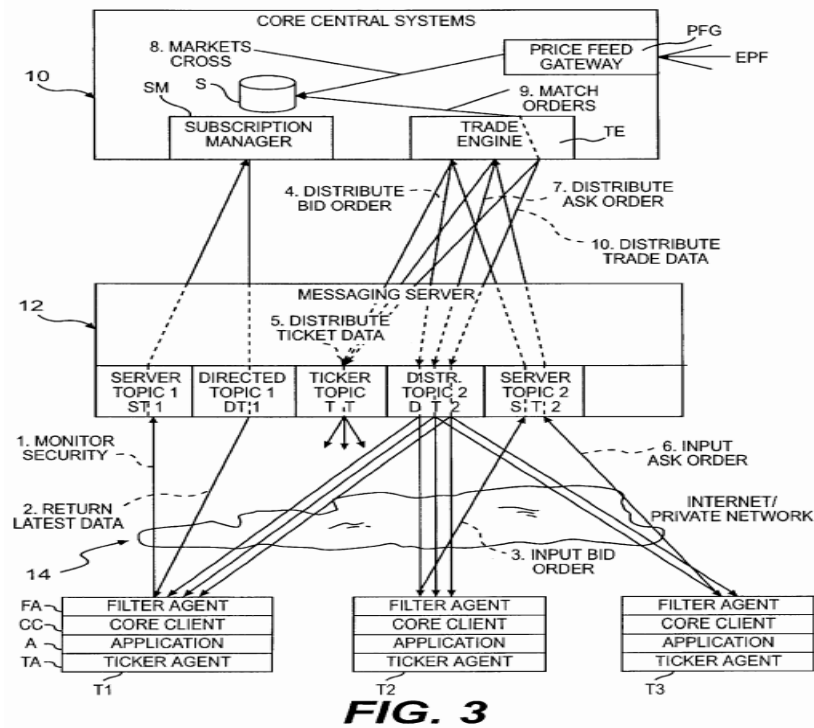 CORE CENTRAL SYSTEMS
8. MARKETS
CROSS
PRICE FEED
GATEWAY
PFG
EPF
10
SM
S
9. MATCH
ORDERS
SUBSCRIPTION
MANAGER
TRADE
ENGINE
TE
4. DISTRIBUTE
BID ORDER
7. DISTRIBUTE
ASK ORDER
10. DISTRIBUTE
TRADE DATA
12
MESSAGING SERVER
5. DISTRIBUTE
TICKET DATA
SERVER
TOPIC 1
ST 1
DIRECTED
TOPIC 1
DT 1
TICKER
TOPIC
T T
DISTR.
TOPIC 2
D T 2
SERVER
TOPIC 2
S T 2
1. MONITOR
SECURITY
6. INPUT
ASK ORDER
2. RETURN
LATEST DATA
INTERNET/
PRIVATE NETWORK
3. INPUT BID
ORDER
14
FA
FILTER AGENT
CC
CORE CLIENT
A
APPLICATION
TA
TICKER AGENT
T1
FILTER AGENT
CORE CLIENT
APPLICATION
TICKER AGENT
T2
FILTER AGENT
CORE CLIENT
APPLICATION
TICKER AGENT
T3
FIG. 3